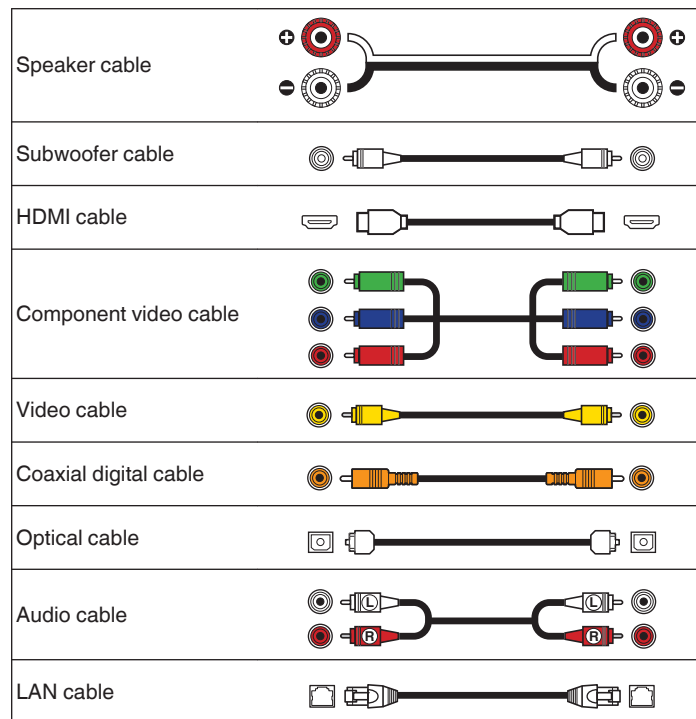 Speaker cable
Subwoofer cable
HDMI cable
Component video cable
Video cable
Coaxial digital cable
Optical cable
Audio cable
L L
R R
LAN cable